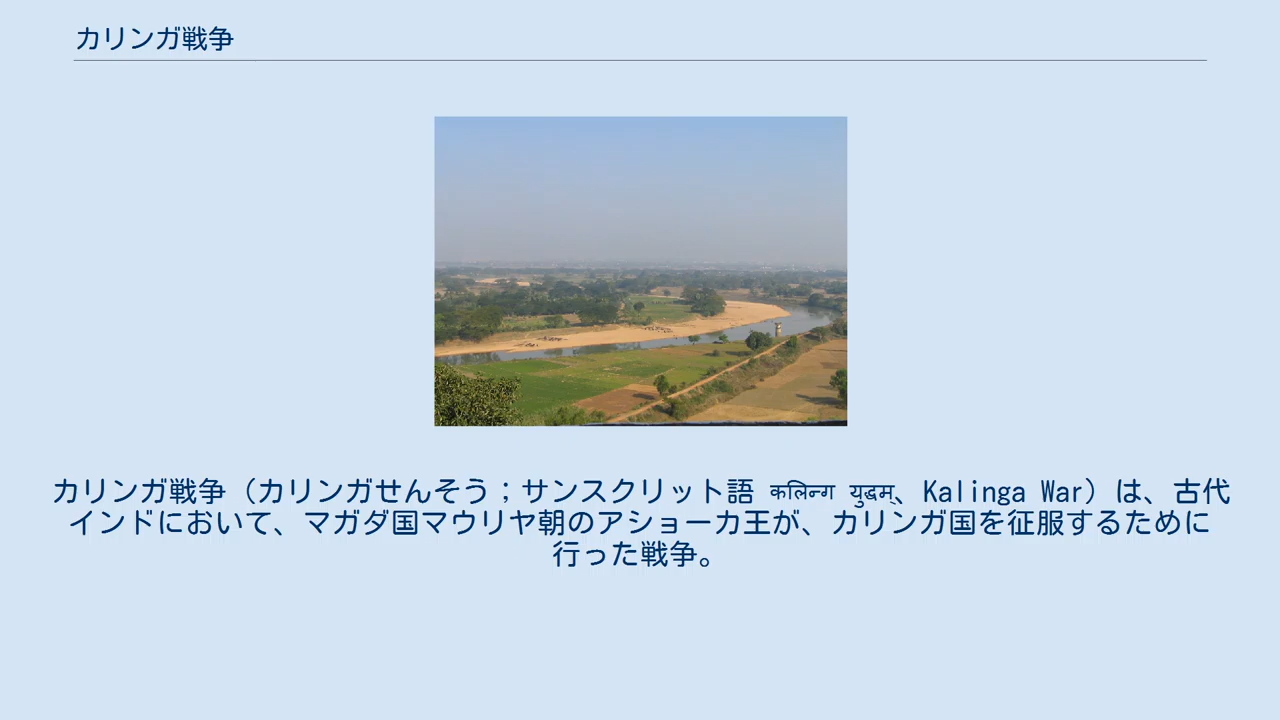 カリンガ戦争
カリンガ戦争（カリンガせんそう；サンスクリット語 कलिन्ग युद्धम्、Kalinga War）は、古代
インドにおいて、マガダ国マウリヤ朝のアショーカ王が、カリンガ国を征服するために
行った戦争。